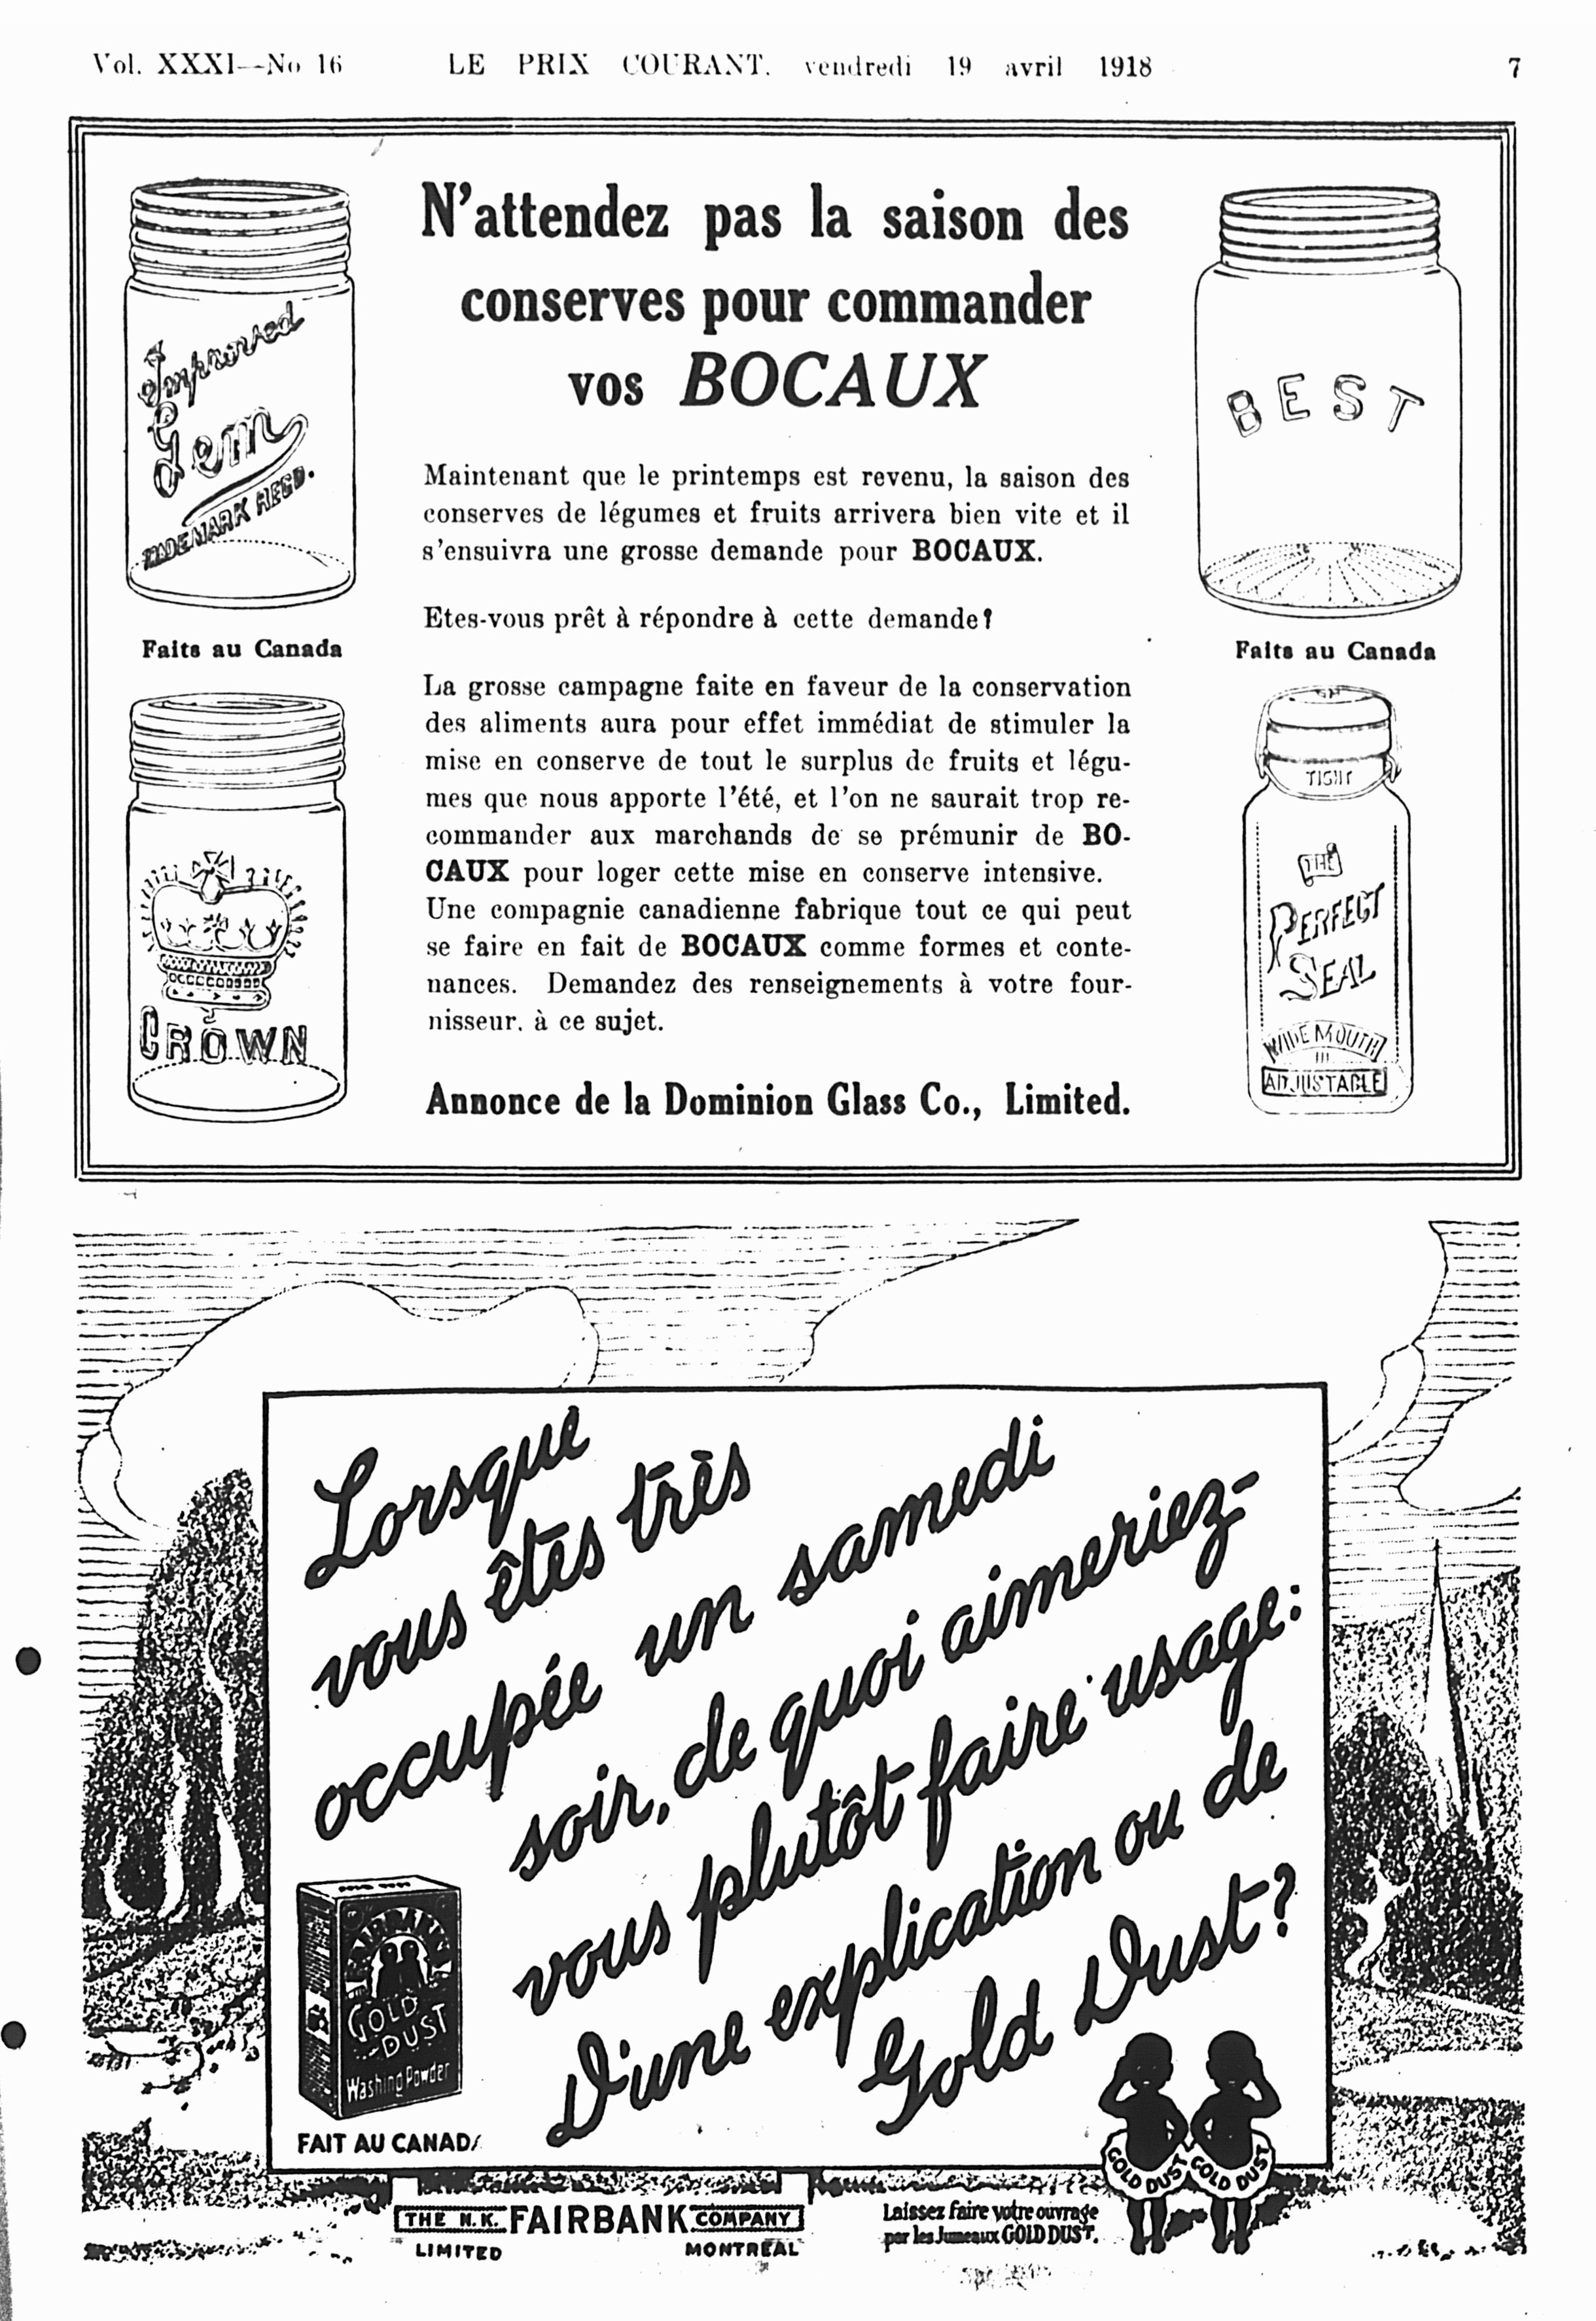 Vol. XXXI—No 16 LE PRIX COURANT, vendredi 19 avril 1918 7
N'attendez pas la saison des
conserves pour commander
vos BOCAUX
Improved
Gem
TRADEMARK REGD.
BEST
Maintenant que le printemps est revenu, la saison des
conserves de légumes et fruits arrivera bien vite et il
s'ensuivra une grosse demande pour BOCAUX.
Etes-vous prêt à répondre à cette demande?
Faits au Canada
Faits au Canada
La grosse campagne faite en faveur de la conservation
des aliments aura pour effet immédiat de stimuler la
mise en conserve de tout le surplus de fruits et légu-
mes que nous apporte l'été, et l'on ne saurait trop re-
commander aux marchands de se prémunir de BO-
CAUX pour loger cette mise en conserve intensive.
Une compagnie canadienne fabrique tout ce qui peut
se faire en fait de BOCAUX comme formes et conte-
nances. Demandez des renseignements à votre four-
nisseur, à ce sujet.
CROWN
TIGHT
THE
PERFECT
SEAL
WIDE MOUTH
ADJUSTABLE
Annonce de la Dominion Glass Co., Limited.
Lorsque
vous êtes très
occupée un samedi
soir, de quoi aimeriez-
vous plutôt faire usage:
D'une explication ou de
Gold Dust?
FAIRBANK'S
GOLD
DUST
Washing Powder
FAIT AU CANADA
GOLD DUST GOLD DUST
THE N. K. FAIRBANK COMPANY
LIMITED MONTREAL
Laissez faire votre ouvrage
par les Jumeaux GOLD DUST.